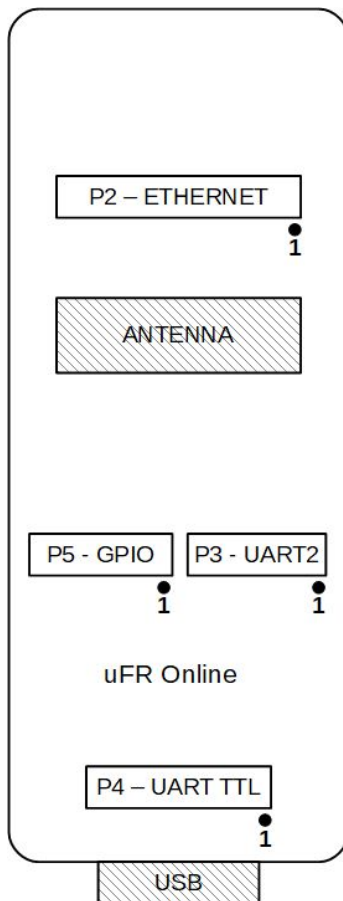 P2 – ETHERNET
1
ANTENNA
P5 - GPIO
P3 - UART2
1
1
uFR Online
P4 – UART TTL
1
USB